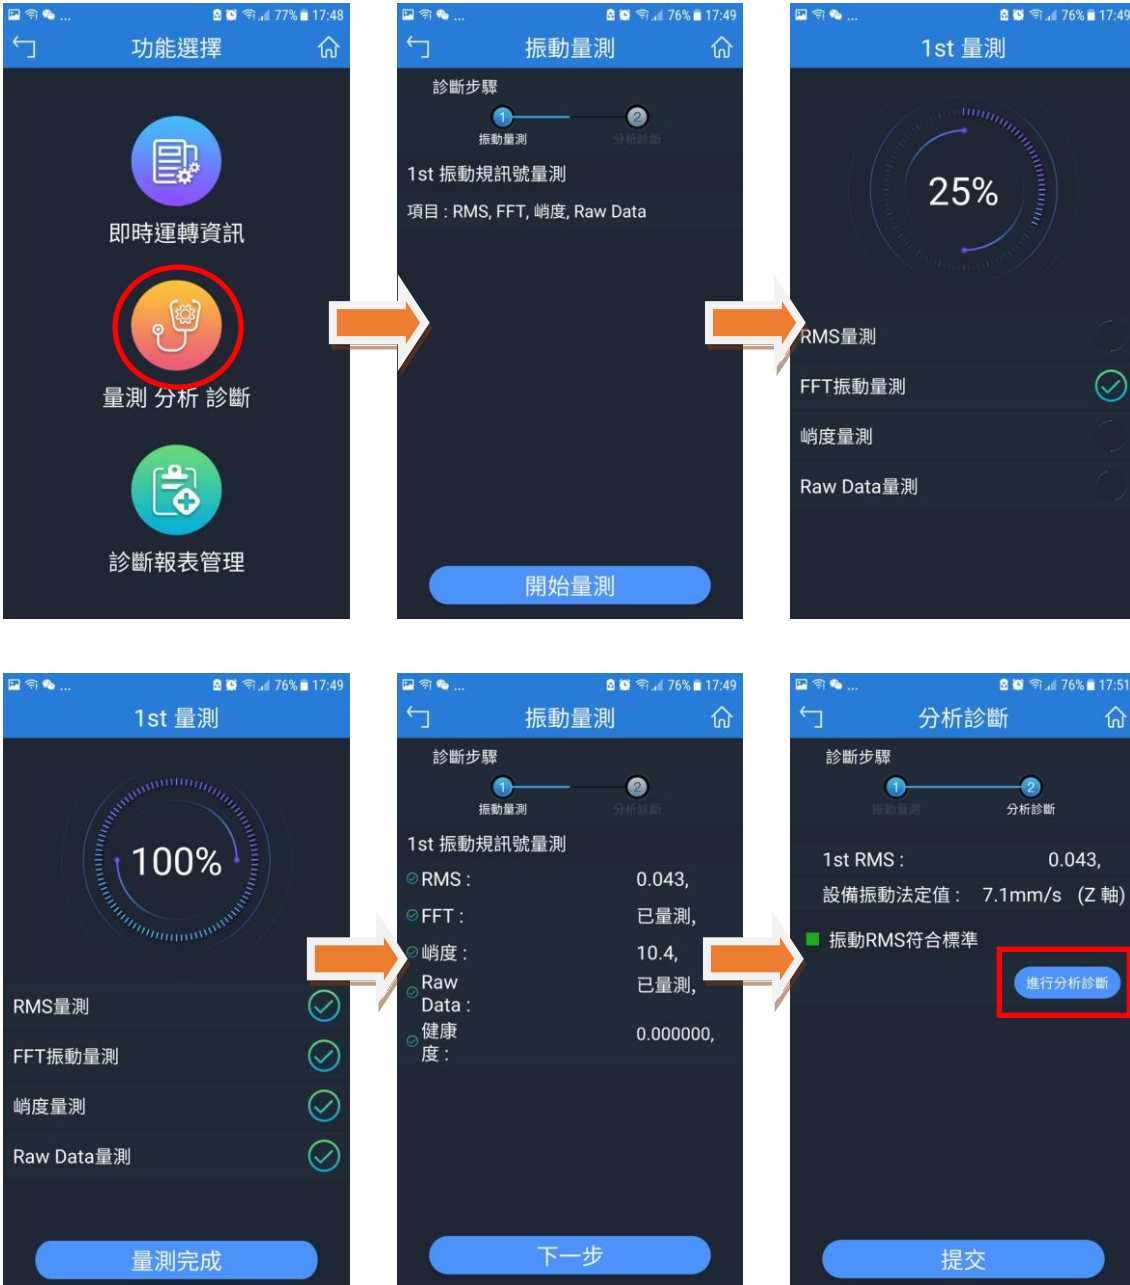 ... 77% 17:48
功能選擇
即時運轉資訊
量測 分析 診斷
診斷報表管理
... 76% 17:49
振動量測
診斷步驟
1 2
振動量測 分析診斷
1st 振動規訊號量測
項目 : RMS, FFT, 峭度, Raw Data
開始量測
... 76% 17:49
1st 量測
25%
RMS量測
FFT振動量測
峭度量測
Raw Data量測
... 76% 17:49
1st 量測
100%
RMS量測
FFT振動量測
峭度量測
Raw Data量測
量測完成
... 76% 17:49
振動量測
診斷步驟
1 2
振動量測 分析診斷
1st 振動規訊號量測
RMS : 0.043,
FFT : 已量測,
峭度 : 10.4,
Raw
Data : 已量測,
健康
度 : 0.000000,
下一步
... 76% 17:51
分析診斷
診斷步驟
1 2
振動量測 分析診斷
1st RMS : 0.043,
設備振動法定值 : 7.1mm/s (Z 軸)
振動RMS符合標準
進行分析診斷
提交